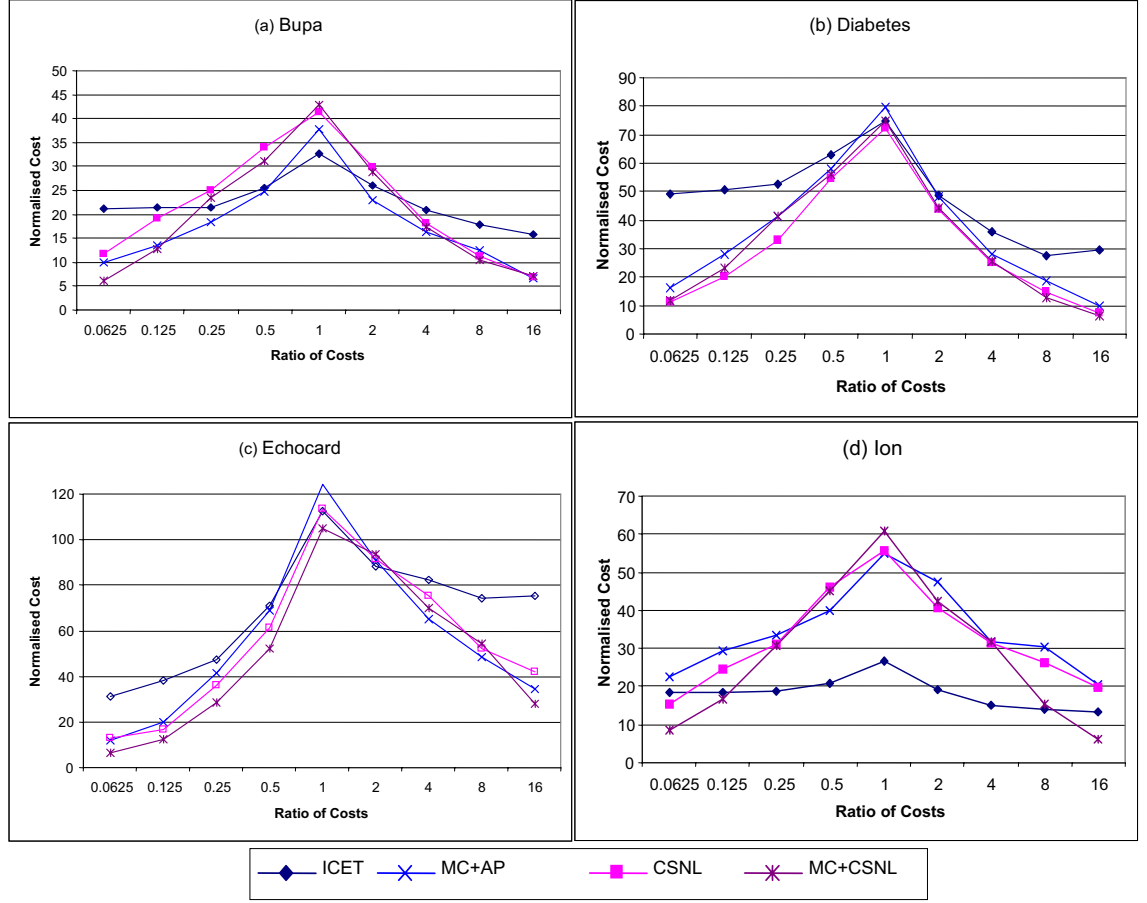 (a) Bupa
50
45
40
35
30
25
20
15
10
5
0
Normalised Cost
0.0625 0.125 0.25 0.5 1 2 4 8 16
Ratio of Costs
(b) Diabetes
90
80
70
60
50
40
30
20
10
0
Normalised Cost
0.0625 0.125 0.25 0.5 1 2 4 8 16
Ratio of Costs
(c) Echocard
120
100
80
60
40
20
0
Normalised Cost
0.0625 0.125 0.25 0.5 1 2 4 8 16
Ratio of Costs
(d) Ion
70
60
50
40
30
20
10
0
Normalised Cost
0.0625 0.125 0.25 0.5 1 2 4 8 16
Ratio of Costs
ICET MC+AP CSNL MC+CSNL